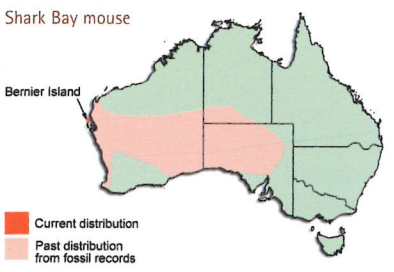 Shark Bay mouse
Bernier Island
Current distribution
Past distribution
from fossil records